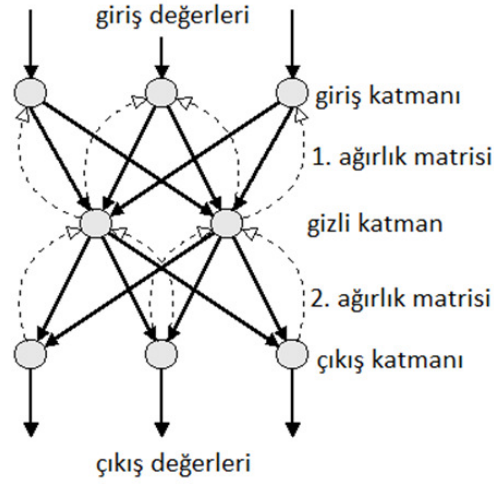 giriş değerleri
giriş katmanı
1. ağırlık matrisi
gizli katman
2. ağırlık matrisi
çıkış katmanı
çıkış değerleri